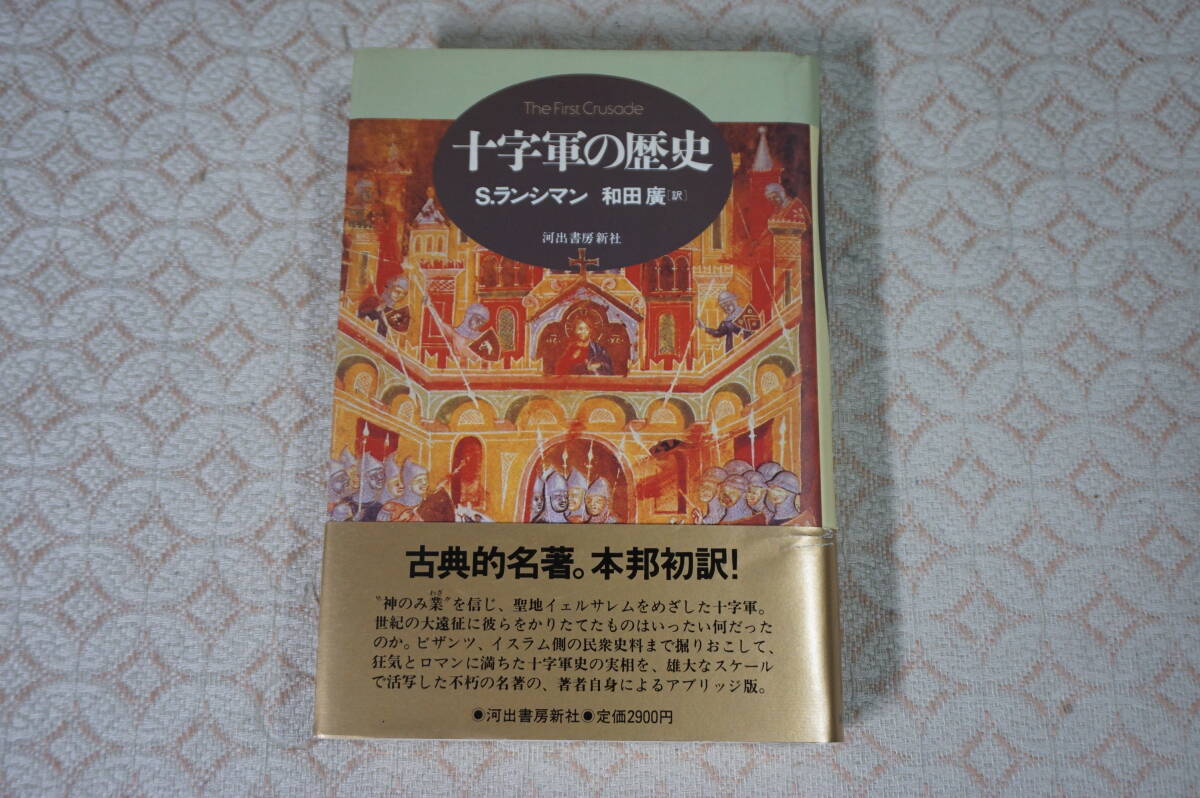 The First Crusade
十字軍の歴史
S.ランシマン 和田 廣[訳]
河出書房新社
古典的名著。本邦初訳!
"神のみ業"を信じ、聖地イェルサレムをめざした十字軍。
わざ
世紀の大遠征に彼らをかりたてたものはいったい何だった
のか。ビザンツ、イスラム側の民衆史料まで掘りおこして、
狂気とロマンに満ちた十字軍史の実相を、雄大なスケール
で活写した不朽の名著の、著者自身によるアブリッジ版。
●河出書房新社●定価2900円